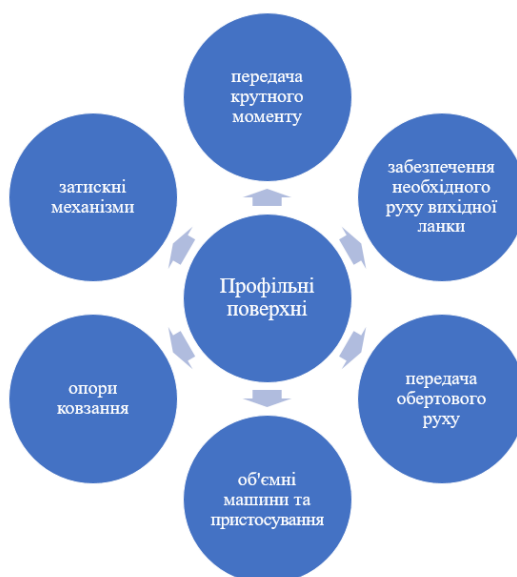 передача
крутного
моменту
забезпечення
необхідного
руху вихідної
ланки
затискні
механізми
Профільні
поверхні
опори
ковзання
передача
обертового
руху
об'ємні
машини та
пристосування